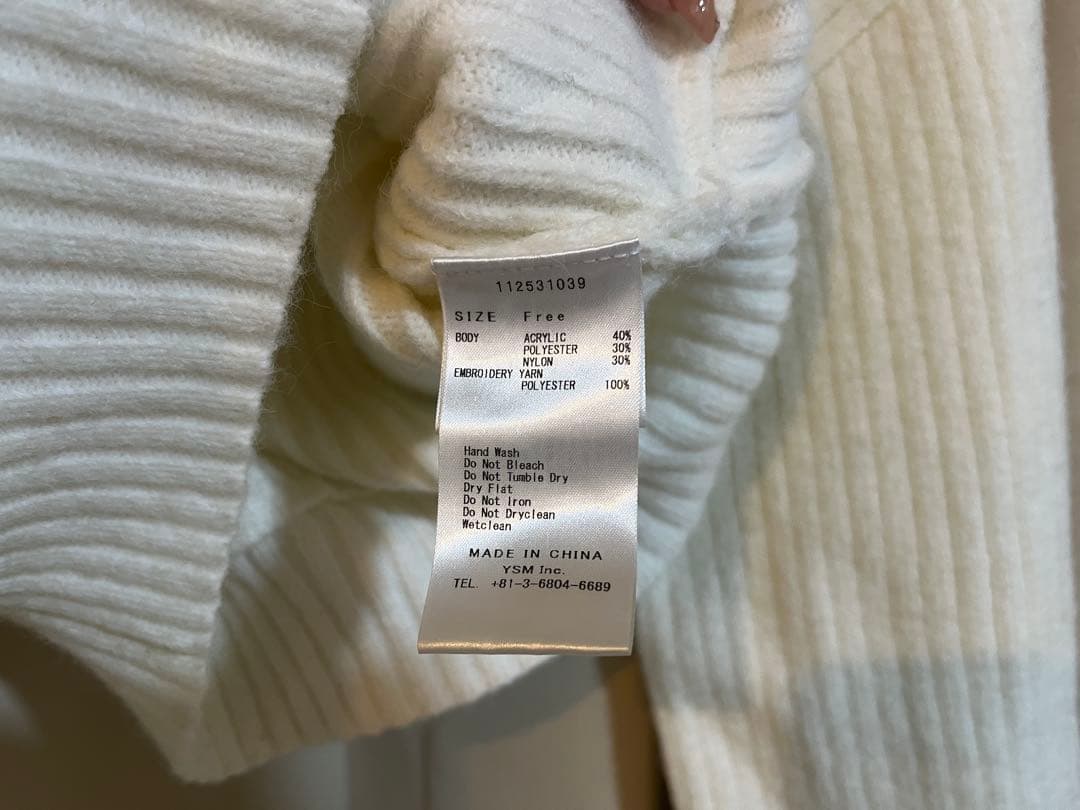 112531039
SIZE Free
BODY ACRYLIC 40%
POLYESTER 30%
NYLON 30%
EMBROIDERY YARN
POLYESTER 100%
Hand Wash
Do Not Bleach
Do Not Tumble Dry
Dry Flat
Do Not Iron
Do Not Dryclean
Wetclean
MADE IN CHINA
YSM Inc.
TEL. +81-3-6804-6689